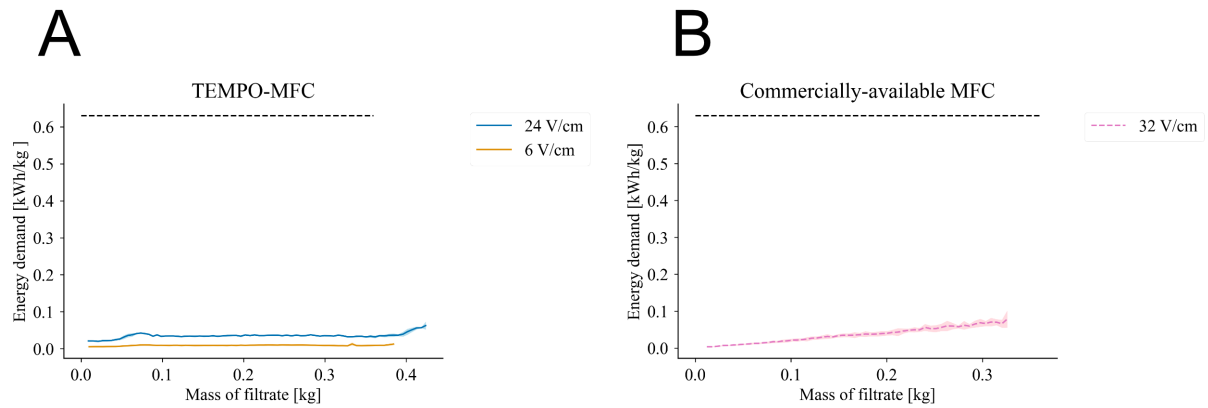 A
TEMPO-MFC
Energy demand [kWh/kg ]
0.6
0.5
0.4
0.3
0.2
0.1
0.0
0.0 0.1 0.2 0.3 0.4
Mass of filtrate [kg]
24 V/cm
6 V/cm
B
Commercially-available MFC
Energy demand [kWh/kg]
0.6
0.5
0.4
0.3
0.2
0.1
0.0
0.0 0.1 0.2 0.3
Mass of filtrate [kg]
32 V/cm